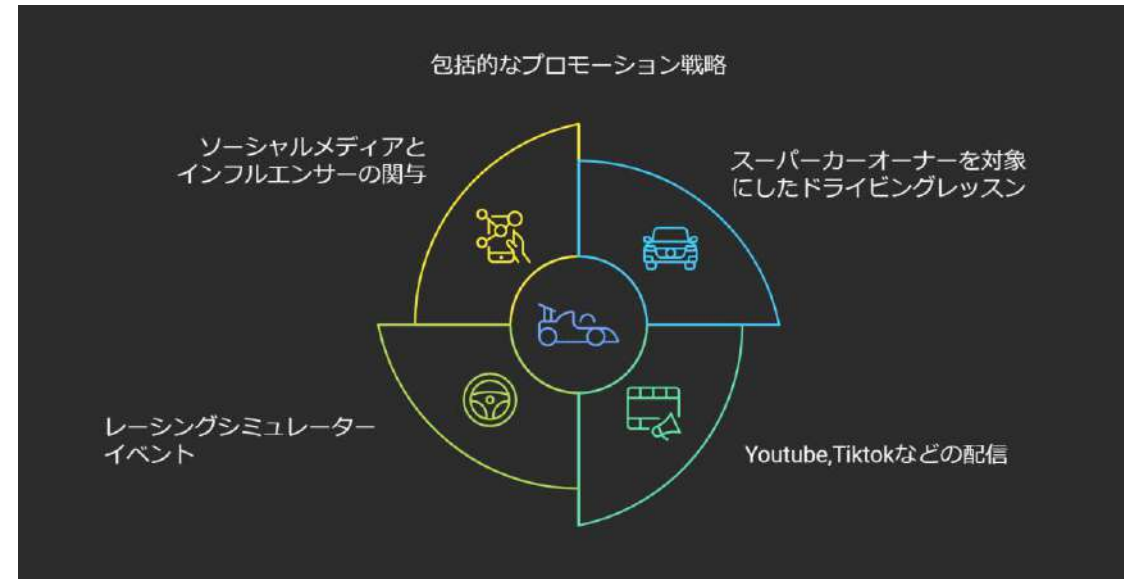 包括的なプロモーション戦略
ソーシャルメディアと
インフルエンサーの関与
スーパーカーオーナーを対象
にしたドライビングレッスン
レーシングシミュレーター
イベント
Youtube,Tiktokなどの配信